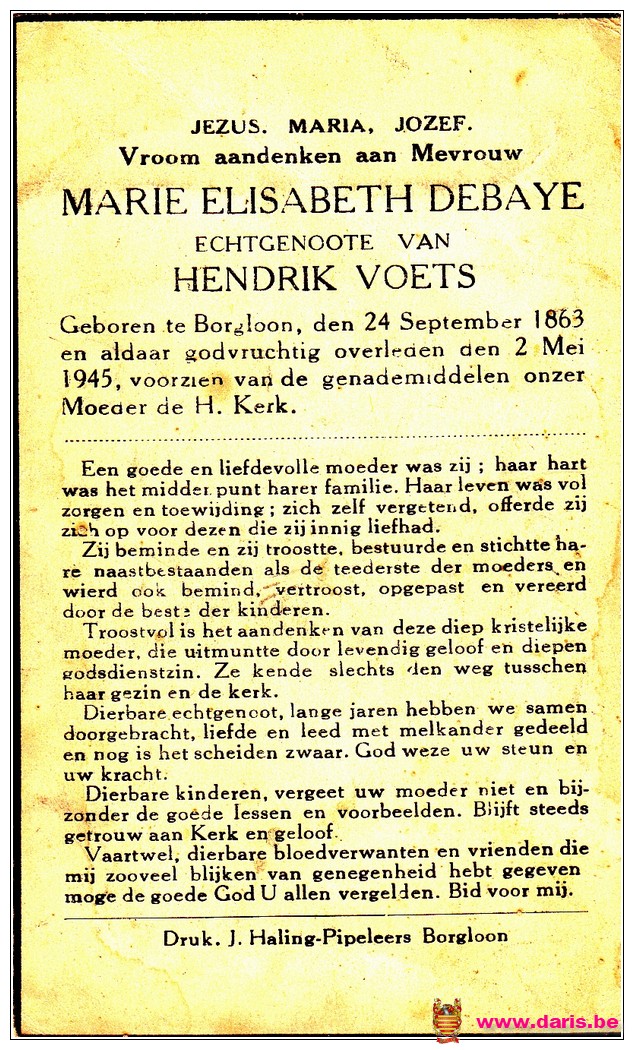 JEZUS. MARIA, JOZEF.
Vroom aandenken aan Mevrouw
MARIE ELISABETH DEBAYE
ECHTGENOOTE VAN
HENDRIK VOETS
Geboren te Borgloon, den 24 September 1863
en aldaar godvruchtig overleden den 2 Mei
1945, voorzien van de genademiddelen onzer
Moeder de H. Kerk.
Een goede en liefdevolle moeder was zij ; haar hart
was het middelpunt harer familie. Haar leven was vol
zorgen en toewijding ; zich zelf vergetend, offerde zij
zich op voor dezen die zij innig liefhad.
Zij beminde en zij troostte, bestuurde en stichtte ha-
re naastbestaanden als de teederste der moeders en
wierd ook bemind, vertroost, opgepast en vereerd
door de beste der kinderen.
Troostvol is het aandenken van deze diep kristelijke
moeder, die uitmuntte door levendig geloof en diepen
godsdienstzin. Ze kende slechts den weg tusschen
haar gezin en de kerk.
Dierbare echtgenoot, lange jaren hebben we samen
doorgebracht, liefde en leed met melkander gedeeld
en nog is het scheiden zwaar. God weze uw steun en
uw kracht.
Dierbare kinderen, vergeet uw moeder niet en bij-
zonder de goede lessen en voorbeelden. Blijft steeds
getrouw aan Kerk en geloof.
Vaartwel, dierbare bloedverwanten en vrienden die
mij zooveel blijken van genegenheid hebt gegeven
moge de goede God U allen vergelden. Bid voor mij.
Druk. J. Haling-Pipeleers Borgloon
www.daris.be